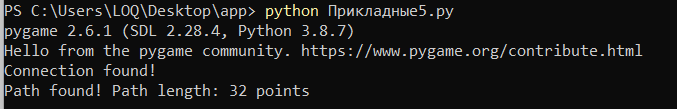 PS C:\Users\LOQ\Desktop\app> python Прикладные5.py
pygame 2.6.1 (SDL 2.28.4, Python 3.8.7)
Hello from the pygame community. https://www.pygame.org/contribute.html
Connection found!
Path found! Path length: 32 points